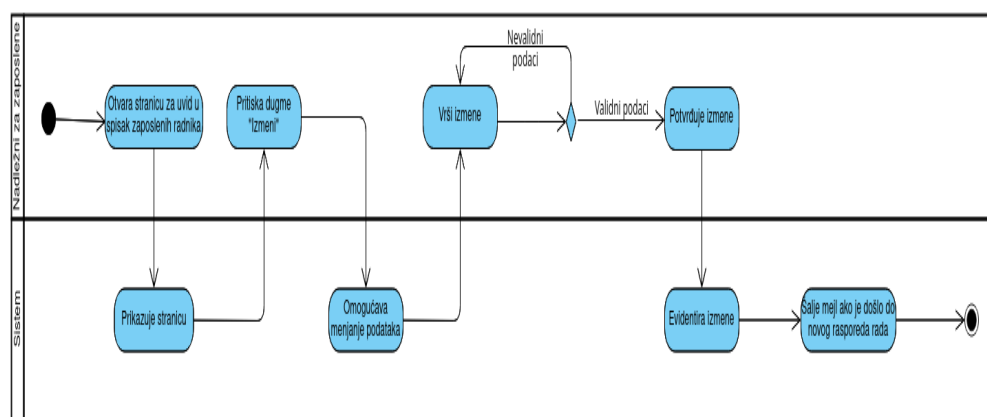 Nadležni za zaposlene
Otvara stranicu za uvid u
spisak zaposlenih radnika
Pritiska dugme
"Izmeni"
Vrši izmene
Nevalidni
podaci
Validni podaci
Potvrđuje izmene
Sistem
Prikazuje stranicu
Omogućava
menjanje podataka
Evidentira izmene
Šalje mejl ako je došlo do
novog rasporeda rada